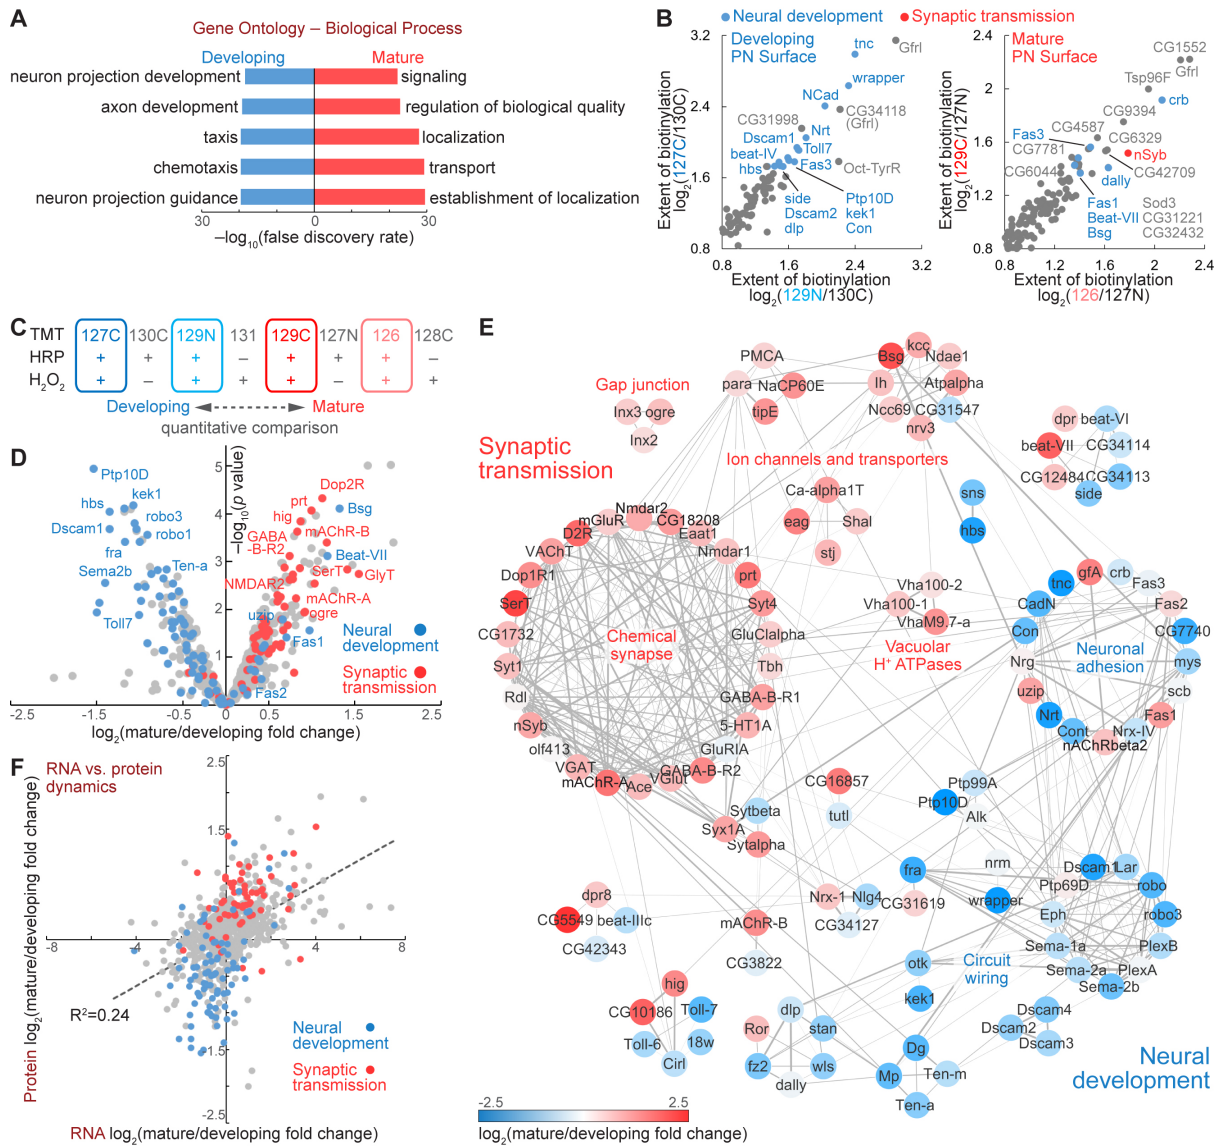 A
Gene Ontology – Biological Process
Developing
Mature
neuron projection development
signaling
axon development
regulation of biological quality
taxis
localization
chemotaxis
transport
neuron projection guidance
establishment of localization
30
0
30
–log10(false discovery rate)
B
Neural development
Synaptic transmission
Developing
PN Surface
Extent of biotinylation
log2(127C/130C)
3.2
2.4
1.6
0.8
0.8
1.6
2.4
3.2
Extent of biotinylation
log2(129N/130C)
tnc
Gfrl
wrapper
NCad
CG34118
(Gfrl)
CG31998
Dscam1
Nrt
beat-IV
Toll7
hbs
Fas3
Oct-TyrR
side
Dscam2
dlp
Ptp10D
kek1
Con
Mature
PN Surface
Extent of biotinylation
log2(129C/127N)
2.4
2
1.6
1.2
0.8
0.8
1.2
1.6
2
2.4
Extent of biotinylation
log2(126/127N)
CG1552
Gfrl
Tsp96F
crb
CG9394
CG4587
Fas3
CG6329
CG7781
nSyb
CG6044
CG42709
dally
Fas1
Beat-VII
Bsg
Sod3
CG31221
CG32432
C
TMT 127C 130C 129N 131 129C 127N 126 128C
HRP + + + – + + + –
H2O2 + – + + + – + +
Developing
Mature
quantitative comparison
D
–log10(p value)
5
4
3
2
1
-2.5
-1.5
-0.5
0
0.5
1.5
2.5
log2(mature/developing fold change)
Ptp10D
kek1
hbs
robo3
Dscam1
robo1
fra
Sema2b
Ten-a
Toll7
Dop2R
prt
Bsg
hig
mAChR-B
GABA
-B-R2
Beat-VII
SerT
GlyT
NMDAR2
mAChR-A
ogre
uzip
Fas1
Fas2
Neural
development
Synaptic
transmission
E
Synaptic
transmission
Gap junction
Inx3
ogre
Inx2
PMCA
para
NaCP60E
tipE
Bsg
kcc
Ndae1
Ih
Atpalpha
Ncc69
CG31547
nrv3
Ion channels and transporters
Ca-alpha1T
eag
Shal
stj
dpr
beat-VI
beat-VII
CG34114
CG12484
CG34113
side
sns
hbs
Nmdar2
mGluR
CG18208
D2R
Eaat1
VAChT
Nmdar1
Dop1R1
prt
SerT
Syt4
CG1732
GluClalpha
Syt1
Tbh
Rdl
GABA-B-R1
nSyb
5-HT1A
olf413
GluRIA
VGAT
GABA-B-R2
mAChR-A
Ace
VGlut
Chemical
synapse
Sytbeta
Syx1A
Sytalpha
Vha100-2
Vha100-1
VhaM9.7-a
Vacuolar
H+ ATPases
gfA
crb
tnc
Fas3
CadN
Fas2
Con
CG7740
Neuronal
adhesion
Nrg
mys
uzip
scb
Nrt
Fas1
Cont
Nrx-IV
nAChRbeta2
CG16857
tutl
Ptp99A
Ptp10D
Alk
nrm
fra
Dscam1
Lar
Ptp69D
robo
wrapper
Eph
robo3
Sema-1a
PlexB
Sema-2a
PlexA
Sema-2b
Circuit
wiring
Nrx-1
Nlg4
CG31619
CG34127
dpr8
CG5549
beat-IIIc
CG42343
mAChR-B
CG3822
otk
kek1
hig
CG10186
Toll-7
Toll-6
18w
Cirl
dlp
Ror
stan
fz2
wls
dally
Dg
Mp
Ten-m
Ten-a
Dscam4
Dscam2
Dscam3
Neural
development
-2.5
2.5
log2(mature/developing fold change)
F
RNA vs. protein
dynamics
Protein log2(mature/developing fold change)
2.5
1.5
-1.5
-2.5
-8
-4
4
8
R2=0.24
Neural
development
Synaptic
transmission
RNA log2(mature/developing fold change)